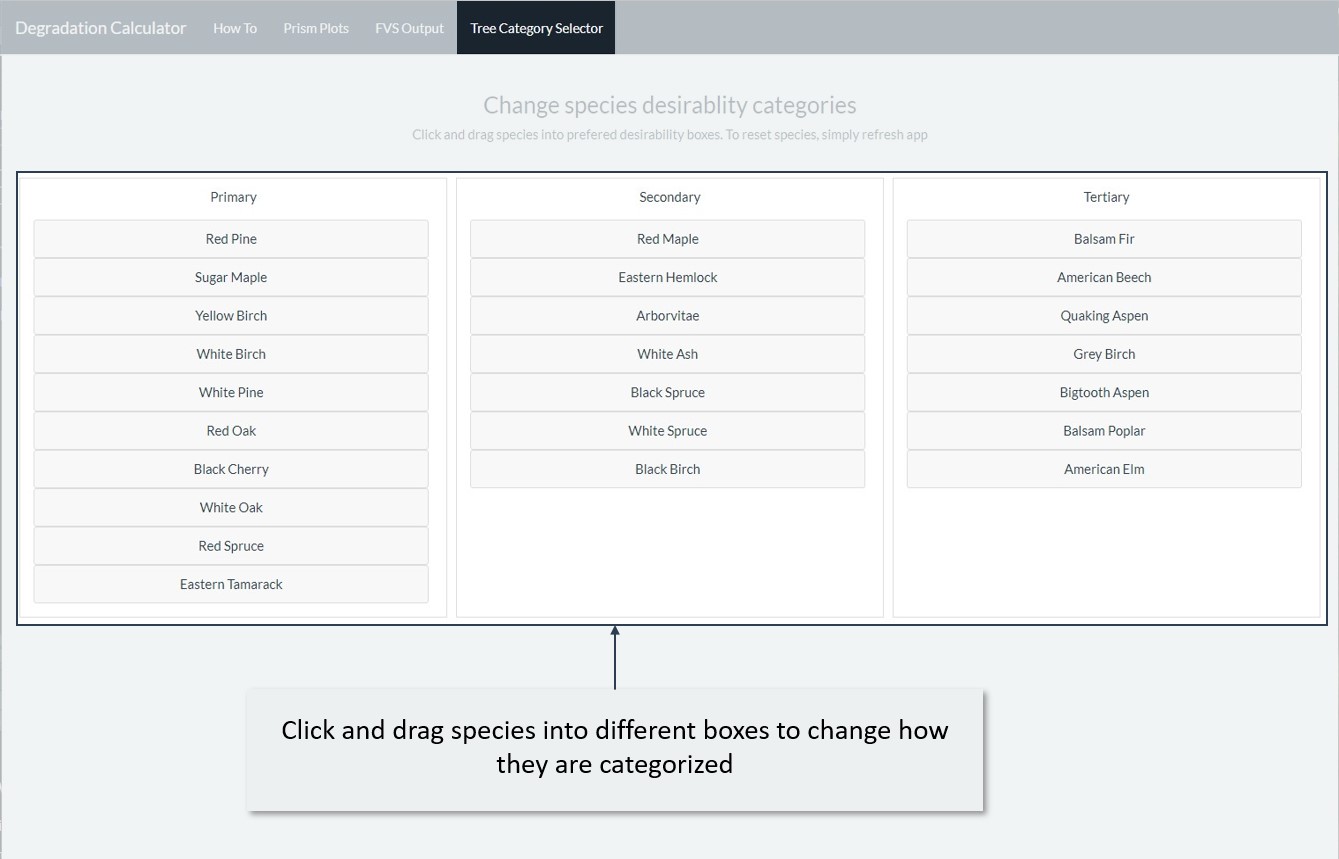 Degradation Calculator How To Prism Plots FVS Output Tree Category Selector
Change species desirablity categories
Click and drag species into prefered desirability boxes. To reset species, simply refresh app
Primary
Red Pine
Sugar Maple
Yellow Birch
White Birch
White Pine
Red Oak
Black Cherry
White Oak
Red Spruce
Eastern Tamarack
Secondary
Red Maple
Eastern Hemlock
Arborvitae
White Ash
Black Spruce
White Spruce
Black Birch
Tertiary
Balsam Fir
American Beech
Quaking Aspen
Grey Birch
Bigtooth Aspen
Balsam Poplar
American Elm
Click and drag species into different boxes to change how
they are categorized